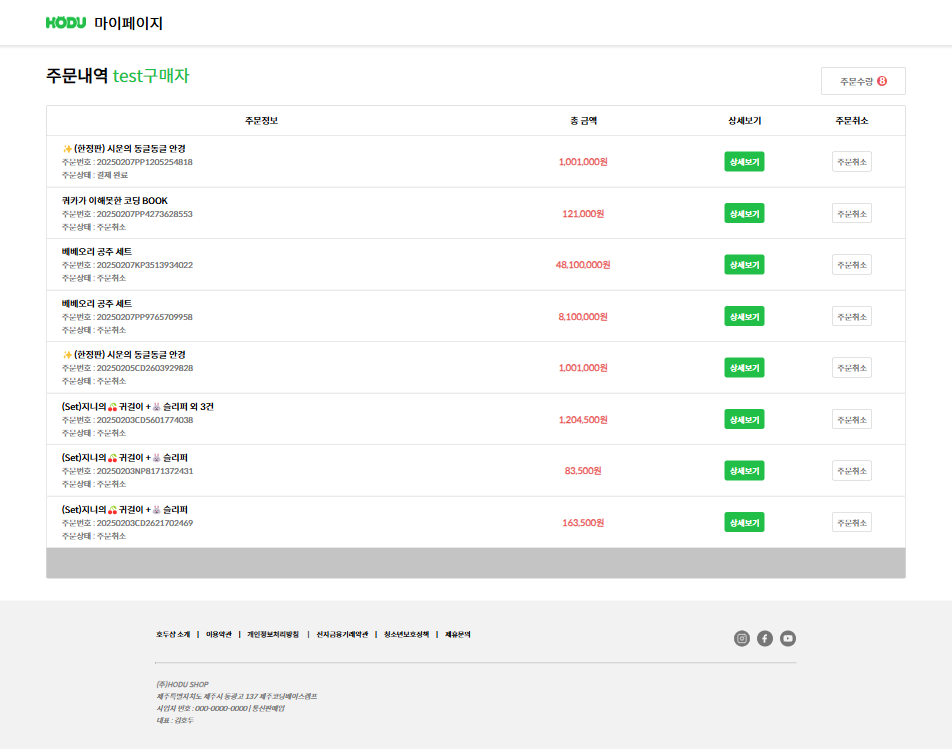 HODU 마이페이지
주문내역 test구매자
주문수량 8
주문정보 총 금액 상세보기 주문취소
✨(한정판) 시운의 동글동글 안경
주문번호 : 20250207PP1205254818
주문상태 : 결제 완료
1,001,000원 상세보기 주문취소
쿼카가 이해못한 코딩 BOOK
주문번호 : 20250207PP4273628553
주문상태 : 주문취소
121,000원 상세보기 주문취소
베베오리 공주 세트
주문번호 : 20250207KP3513934022
주문상태 : 주문취소
48,100,000원 상세보기 주문취소
베베오리 공주 세트
주문번호 : 20250207PP9765709958
주문상태 : 주문취소
8,100,000원 상세보기 주문취소
✨(한정판) 시운의 동글동글 안경
주문번호 : 20250205CD2603929828
주문상태 : 주문취소
1,001,000원 상세보기 주문취소
(Set)지니의🍒귀걸이 +🐰슬리퍼 외 3건
주문번호 : 20250203CD5601774038
주문상태 : 주문취소
1,204,500원 상세보기 주문취소
(Set)지니의🍒귀걸이 +🐰슬리퍼
주문번호 : 20250203NP8171372431
주문상태 : 주문취소
83,500원 상세보기 주문취소
(Set)지니의🍒귀걸이 +🐰슬리퍼
주문번호 : 20250203CD2621702469
주문상태 : 주문취소
163,500원 상세보기 주문취소
호두샵 소개 | 이용약관 | 개인정보처리방침 | 전자금융거래약관 | 청소년보호정책 | 제휴문의
(주)HODU SHOP
제주특별자치도 제주시 동광고 137 제주코딩베이스캠프
사업자 번호 : 000-0000-0000 | 통신판매업
대표 : 김호두